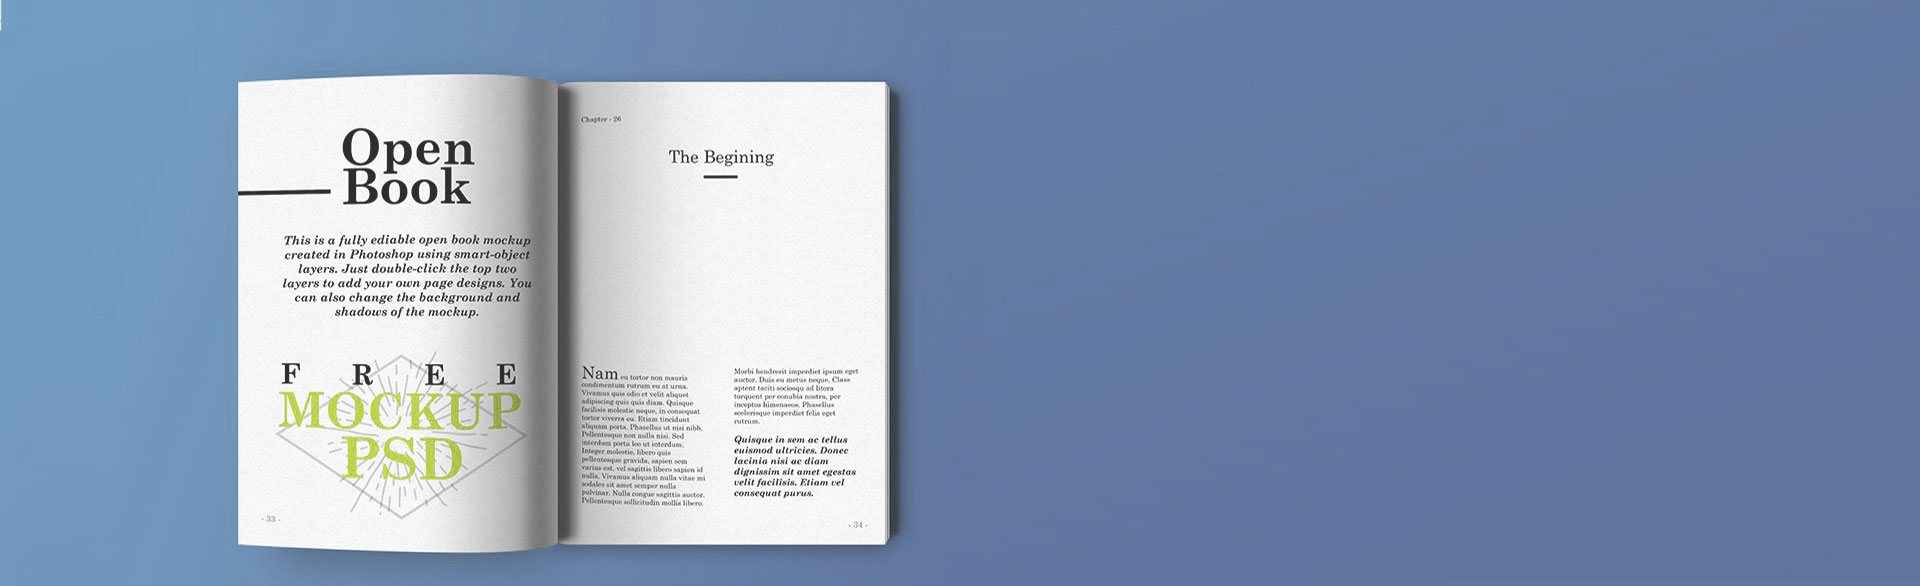 Open
Book
This is a fully ediable open book mockup
created in Photoshop using smart-object
layers. Just double-click the top two
layers to add your own page designs. You
can also change the background and
shadows of the mockup.
F R E E
MOCKUP
PSD
- 33 -
Chapter - 26
The Begining
Nam eu tortor non mauris
condimentum rutrum eu at urna.
Vivamus quis odio et velit aliquet
adipiscing quis quis diam. Quisque
facilisis molestie neque, in consequat
tortor viverra eu. Etiam tincidunt
aliquam porta. Phasellus ut nisi nibh.
Pellentesque non nulla nisi. Sed
interdum porta leo ut interdum.
Integer molestie, libero quis
pellentesque gravida, sapien sem
varius est, vel sagittis libero sapien id
nulla. Vivamus aliquam nulla vitae mi
sodales sit amet semper nulla
pulvinar. Nulla congue sagittis auctor.
Pellentesque sollicitudin mollis libero.
Morbi hendrerit imperdiet ipsum eget
auctor. Duis eu metus neque. Class
aptent taciti sociosqu ad litora
torquent per conubia nostra, per
inceptos himenaeos. Phasellus
scelerisque imperdiet felis eget
rutrum.
Quisque in sem ac tellus
euismod ultricies. Donec
lacinia nisi ac diam
dignissim sit amet egestas
velit facilisis. Etiam vel
consequat purus.
- 34 -